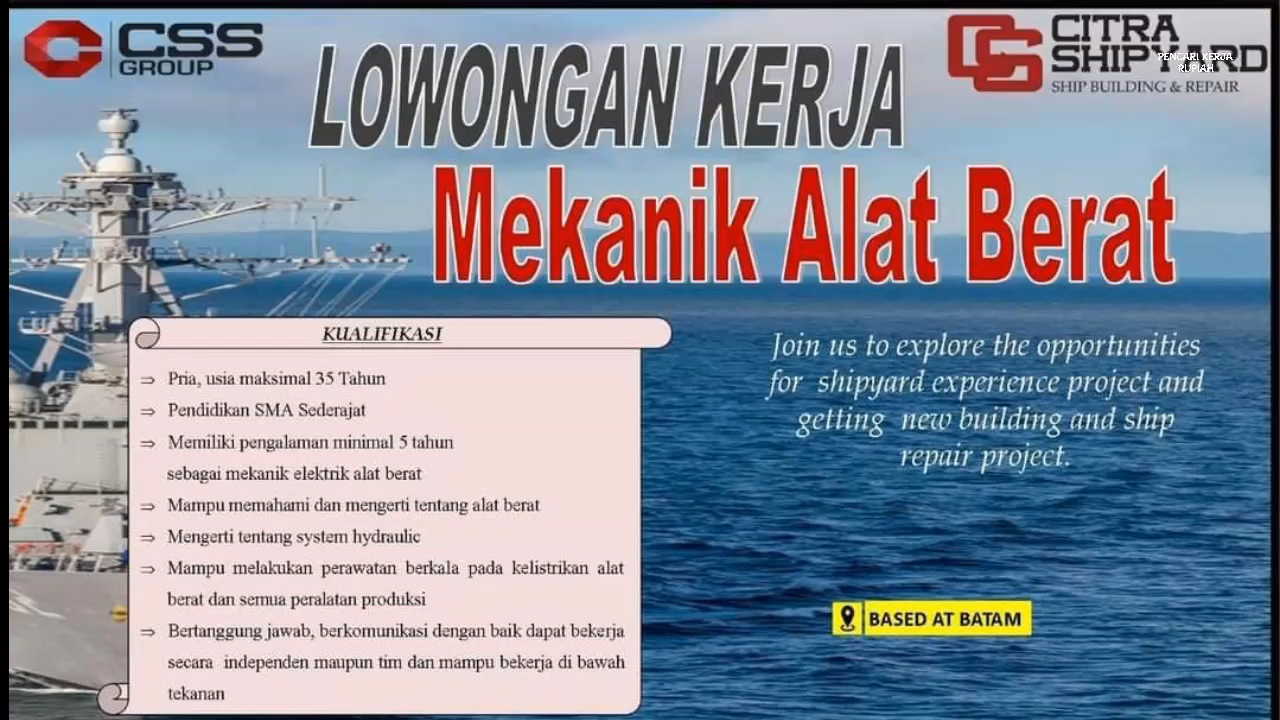 CSS
GROUP
CITRA
SHIPYARD
SHIP BUILDING & REPAIR
PENCARI KERJA
RUPIAH
LOWONGAN KERJA
Mekanik Alat Berat
KUALIFIKASI
⇒ Pria, usia maksimal 35 Tahun
⇒ Pendidikan SMA Sederajat
⇒ Memiliki pengalaman minimal 5 tahun
sebagai mekanik elektrik alat berat
⇒ Mampu memahami dan mengerti tentang alat berat
⇒ Mengerti tentang system hydraulic
⇒ Mampu melakukan perawatan berkala pada kelistrikan alat
berat dan semua peralatan produksi
⇒ Bertanggung jawab, berkomunikasi dengan baik dapat bekerja
secara independen maupun tim dan mampu bekerja di bawah
tekanan
Join us to explore the opportunities
for shipyard experience project and
getting new building and ship
repair project.
BASED AT BATAM